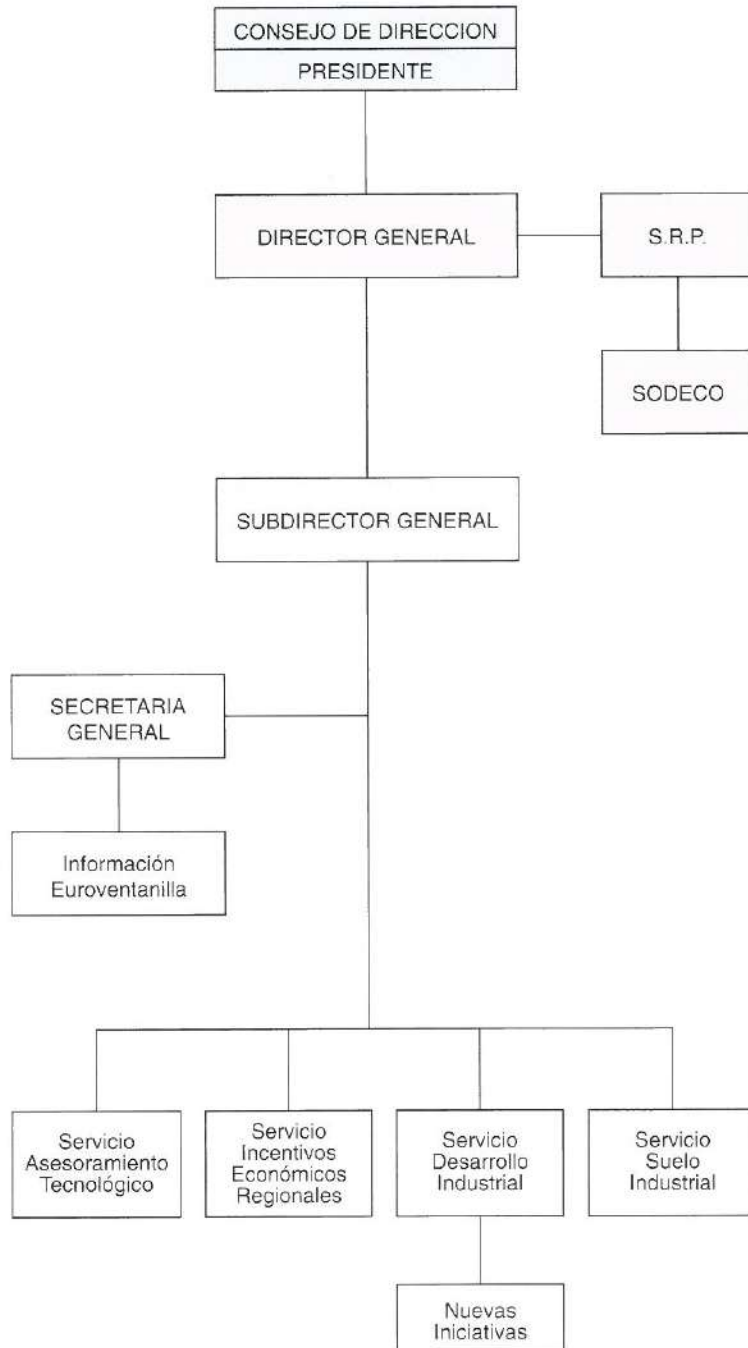 CONSEJO DE DIRECCION
PRESIDENTE
DIRECTOR GENERAL
S.R.P.
SODECO
SUBDIRECTOR GENERAL
SECRETARIA
GENERAL
Información
Euroventanilla
Servicio
Asesoramiento
Tecnológico
Servicio
Incentivos
Económicos
Regionales
Servicio
Desarrollo
Industrial
Servicio
Suelo
Industrial
Nuevas
Iniciativas